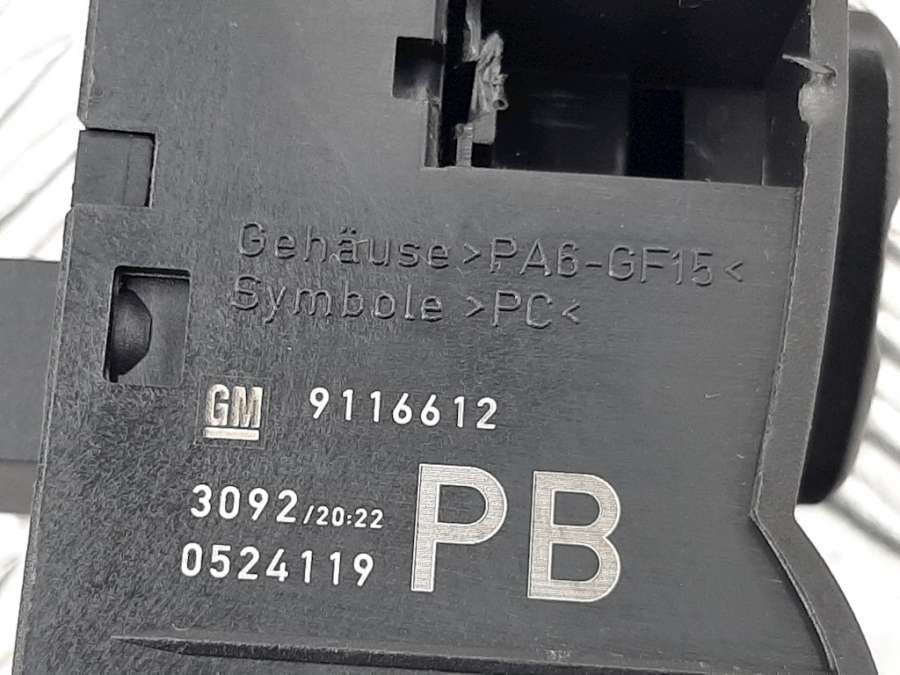 Gehäuse >PA6-GF15<
Symbole >PC<
GM 9116612
3092/20:22
0524119
PB